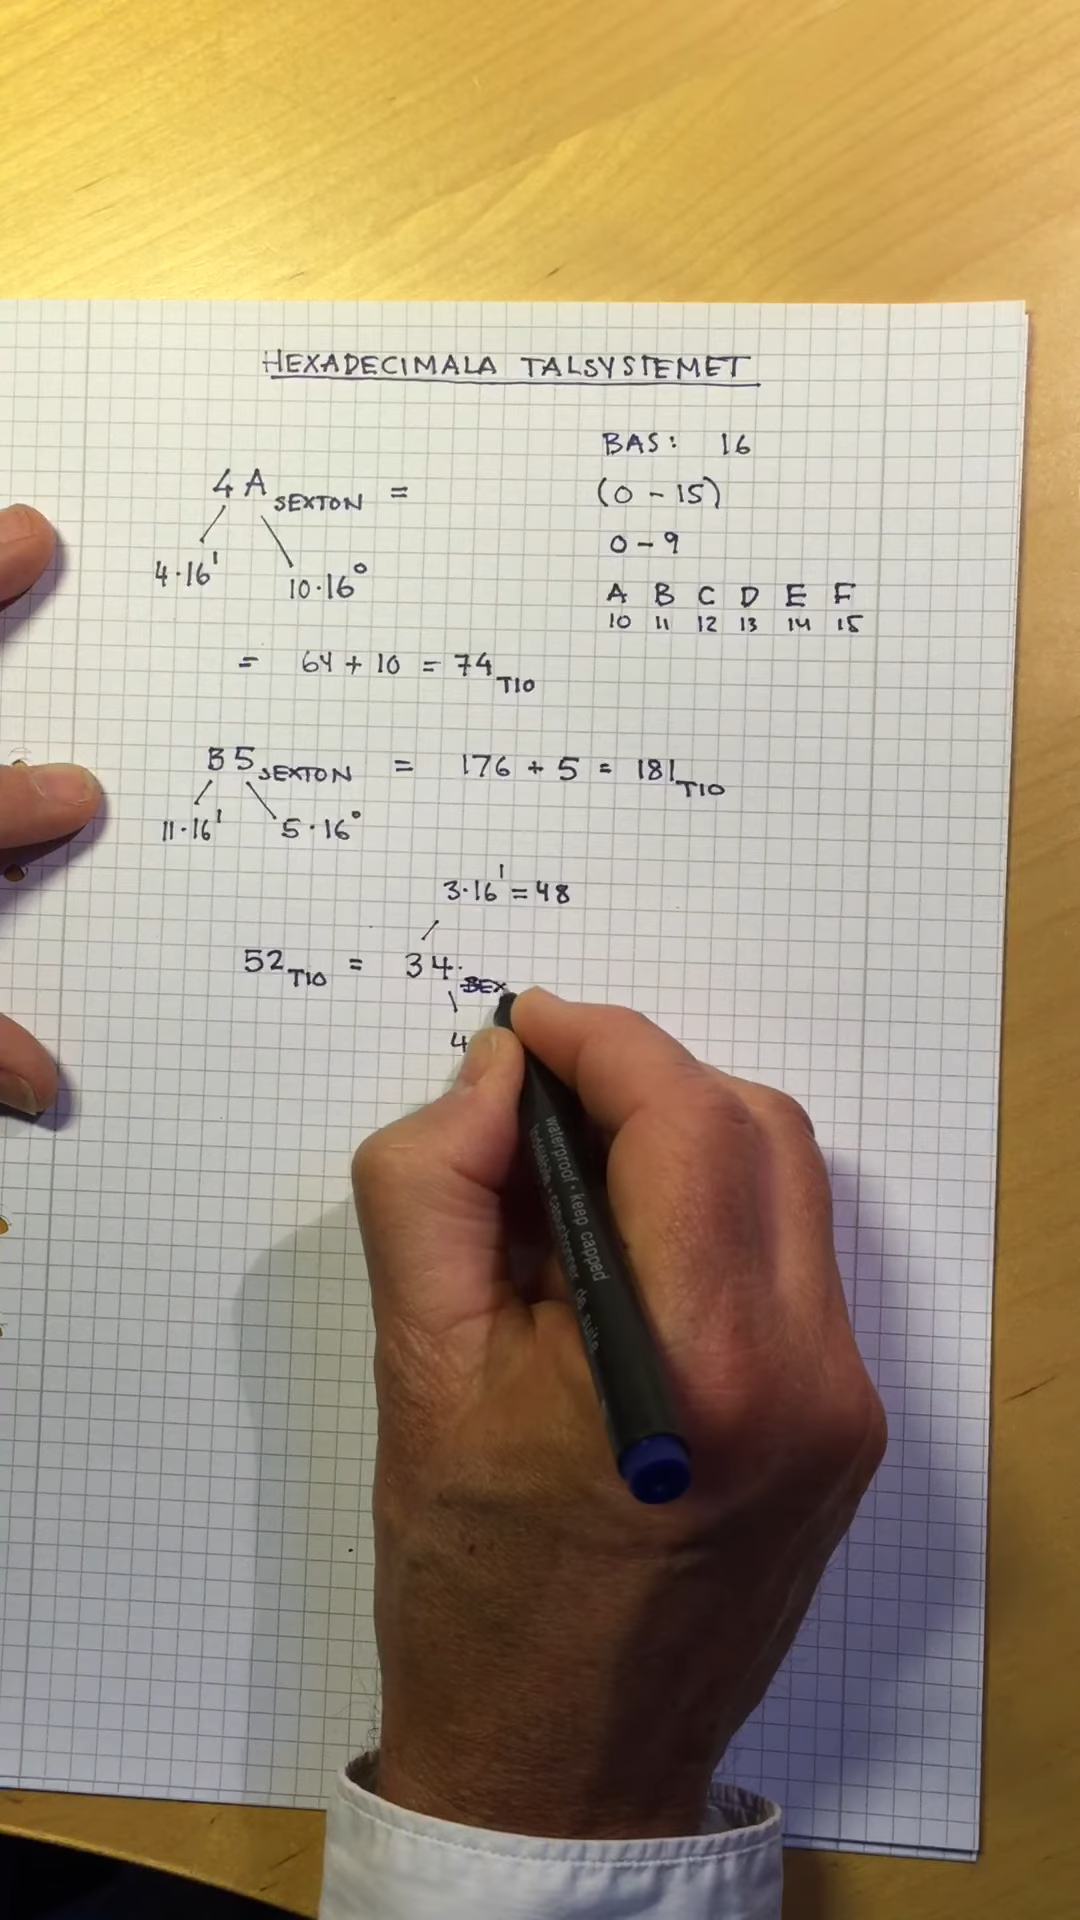 HEXADECIMALA TALSYSTEMET
BAS: 16
(0 - 15)
0 - 9
A B C D E F
10 11 12 13 14 15
4A SEXTON =
4·16¹ 10·16⁰
= 64 + 10 = 74 TIO
B5 SEXTON = 176 + 5 = 181 TIO
11·16¹ 5·16⁰
3·16¹ = 48
52 TIO = 34
4
waterproof · keep capped